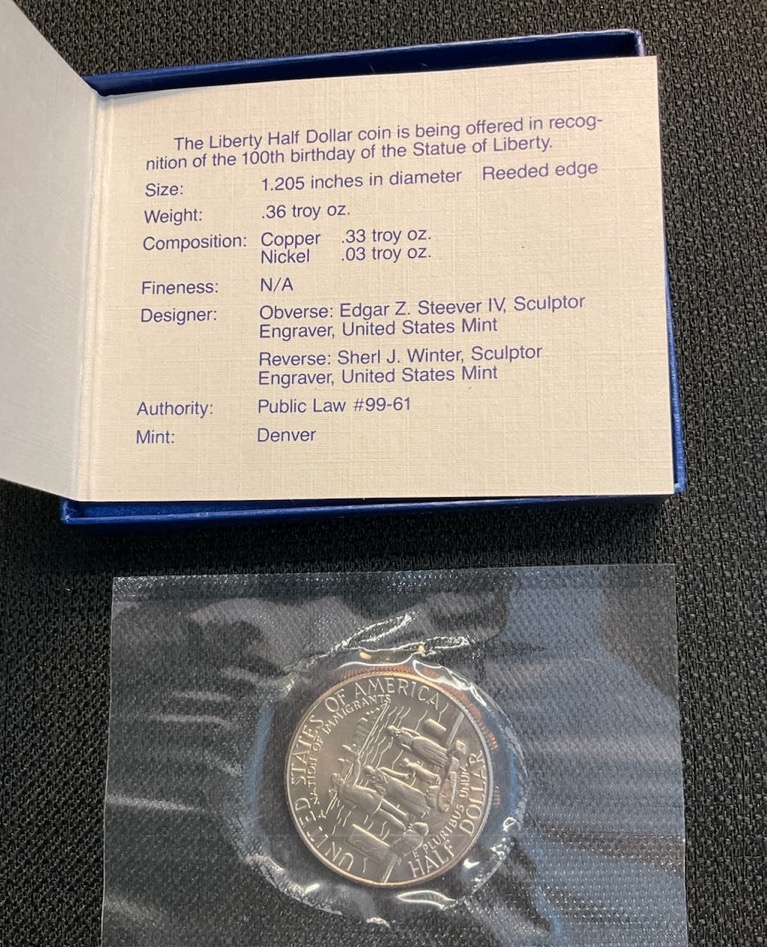 The Liberty Half Dollar coin is being offered in recog-
nition of the 100th birthday of the Statue of Liberty.
Size: 1.205 inches in diameter Reeded edge
Weight: .36 troy oz.
Composition: Copper .33 troy oz.
Nickel .03 troy oz.
Fineness: N/A
Designer: Obverse: Edgar Z. Steever IV, Sculptor
Engraver, United States Mint
Reverse: Sherl J. Winter, Sculptor
Engraver, United States Mint
Authority: Public Law #99-61
Mint: Denver
UNITED STATES OF AMERICA
A NATION OF IMMIGRANTS
E PLURIBUS UNUM
HALF DOLLAR